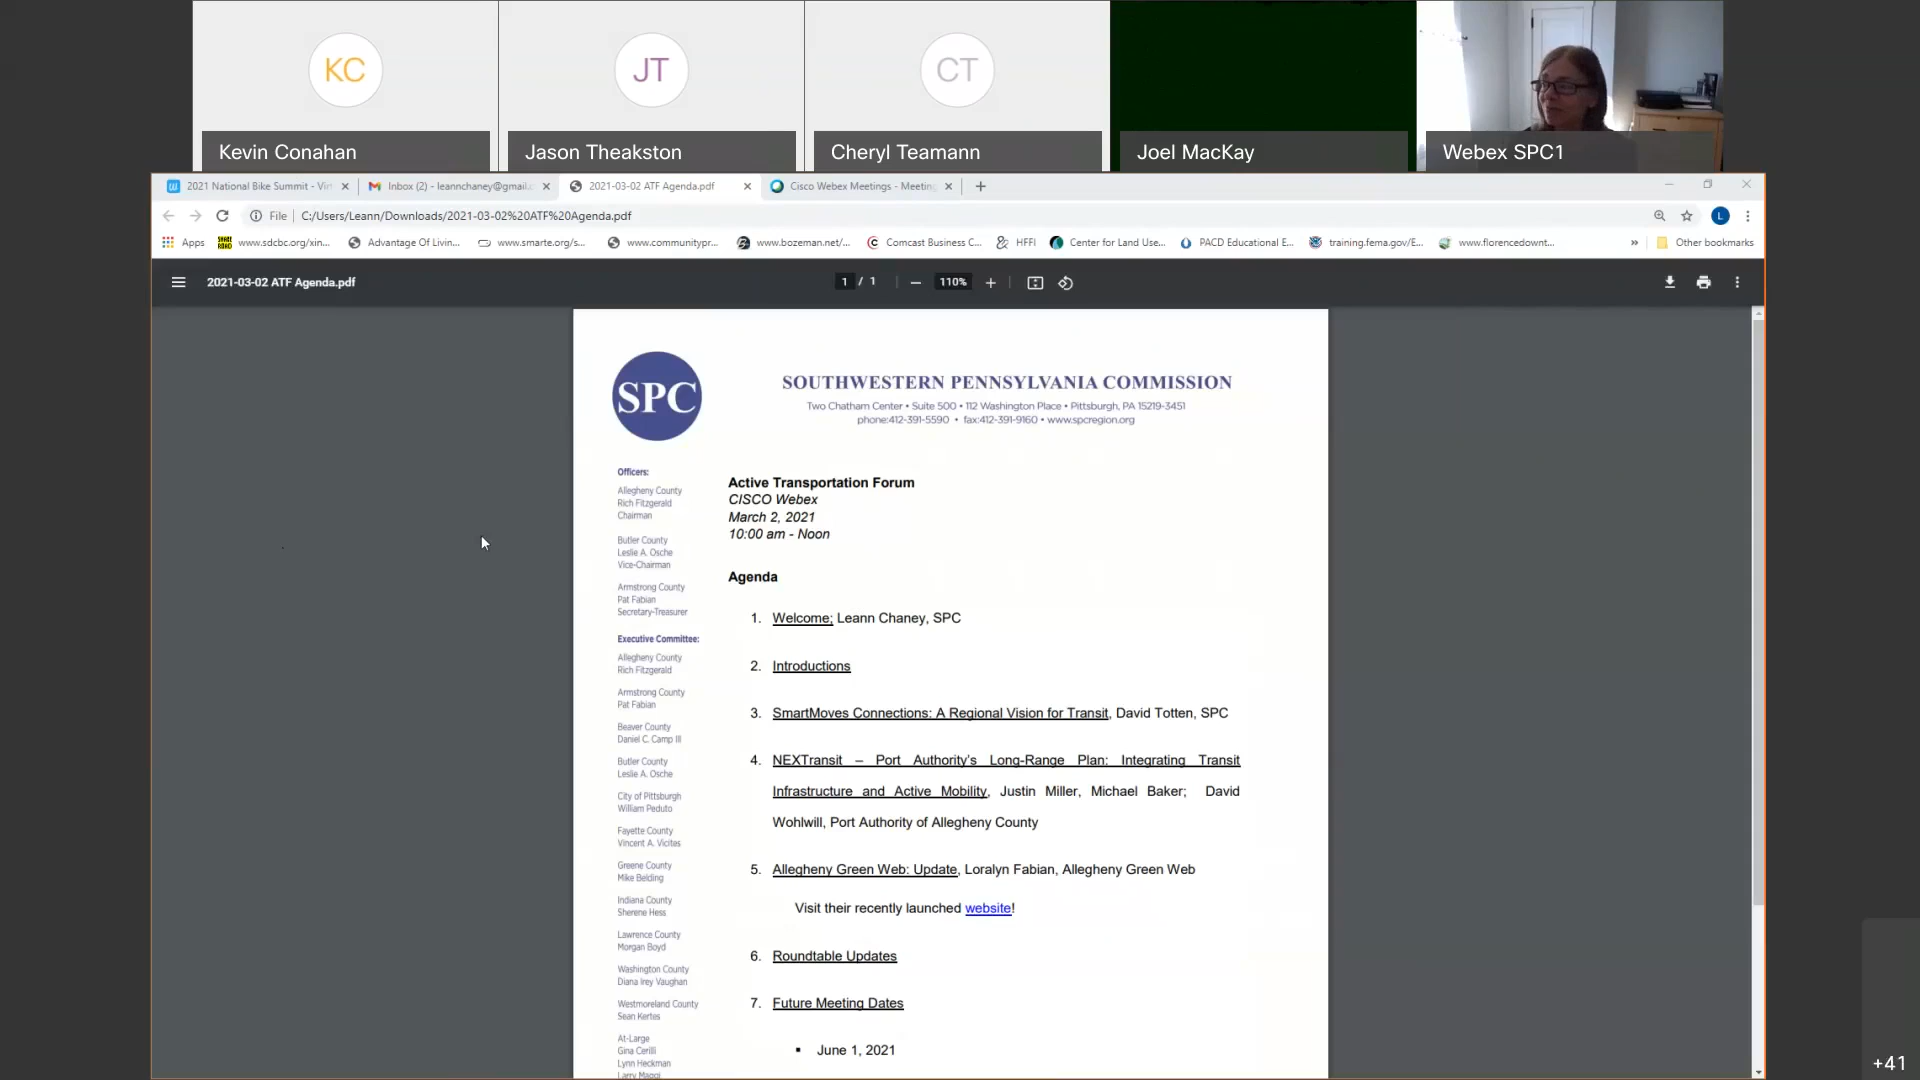 KC
JT
CT
Kevin Conahan
Jason Theakston
Cheryl Teamann
Joel MacKay
Webex SPC1
2021 National Bike Summit - Vir
Inbox (2) - leannchaney@gmail.c
2021-03-02 ATF Agenda.pdf
Cisco Webex Meetings - Meeting
File
C:/Users/Leann/Downloads/2021-03-02%20ATF%20Agenda.pdf
L
Apps
www.sdcbc.org/xin...
Advantage Of Livin...
www.smarte.org/s...
www.communitypr...
www.bozeman.net/...
Comcast Business C...
HFFI
Center for Land Use...
PACD Educational E...
training.fema.gov/E...
www.florencedownt...
Other bookmarks
2021-03-02 ATF Agenda.pdf
1 / 1
110%
SPC
SOUTHWESTERN PENNSYLVANIA COMMISSION
Two Chatham Center • Suite 500 • 112 Washington Place • Pittsburgh, PA 15219-3451
phone:412-391-5590 • fax:412-391-9160 • www.spcregion.org
Officers:
Allegheny County
Rich Fitzgerald
Chairman
Butler County
Leslie A. Osche
Vice-Chairman
Armstrong County
Pat Fabian
Secretary-Treasurer
Executive Committee:
Allegheny County
Rich Fitzgerald
Armstrong County
Pat Fabian
Beaver County
Daniel C. Camp III
Butler County
Leslie A. Osche
City of Pittsburgh
William Peduto
Fayette County
Vincent A. Vicites
Greene County
Mike Belding
Indiana County
Sherene Hess
Lawrence County
Morgan Boyd
Washington County
Diana Irey Vaughan
Westmoreland County
Sean Kertes
At-Large
Gina Cerilli
Lynn Heckman
Larry Maggi
Active Transportation Forum
CISCO Webex
March 2, 2021
10:00 am - Noon
Agenda
1. Welcome; Leann Chaney, SPC
2. Introductions
3. SmartMoves Connections: A Regional Vision for Transit, David Totten, SPC
4. NEXTransit – Port Authority's Long-Range Plan: Integrating Transit
Infrastructure and Active Mobility, Justin Miller, Michael Baker; David
Wohlwill, Port Authority of Allegheny County
5. Allegheny Green Web: Update, Loralyn Fabian, Allegheny Green Web
Visit their recently launched website!
6. Roundtable Updates
7. Future Meeting Dates
▪ June 1, 2021
+41